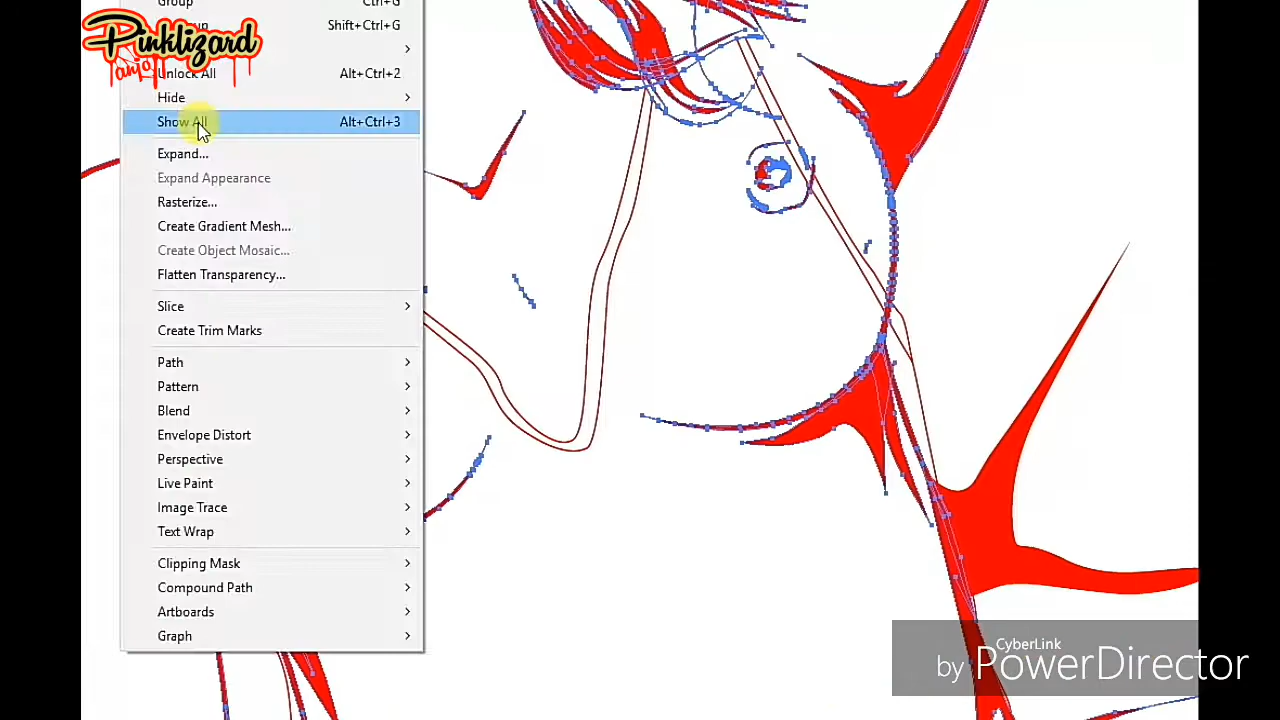 Group Ctrl+G
Shift+Ctrl+G
Pinklizard
Tanja
Unlock All Alt+Ctrl+2
Hide
Show All Alt+Ctrl+3
Expand...
Expand Appearance
Rasterize...
Create Gradient Mesh...
Create Object Mosaic...
Flatten Transparency...
Slice
Create Trim Marks
Path
Pattern
Blend
Envelope Distort
Perspective
Live Paint
Image Trace
Text Wrap
Clipping Mask
Compound Path
Artboards
Graph
CyberLink
by PowerDirector